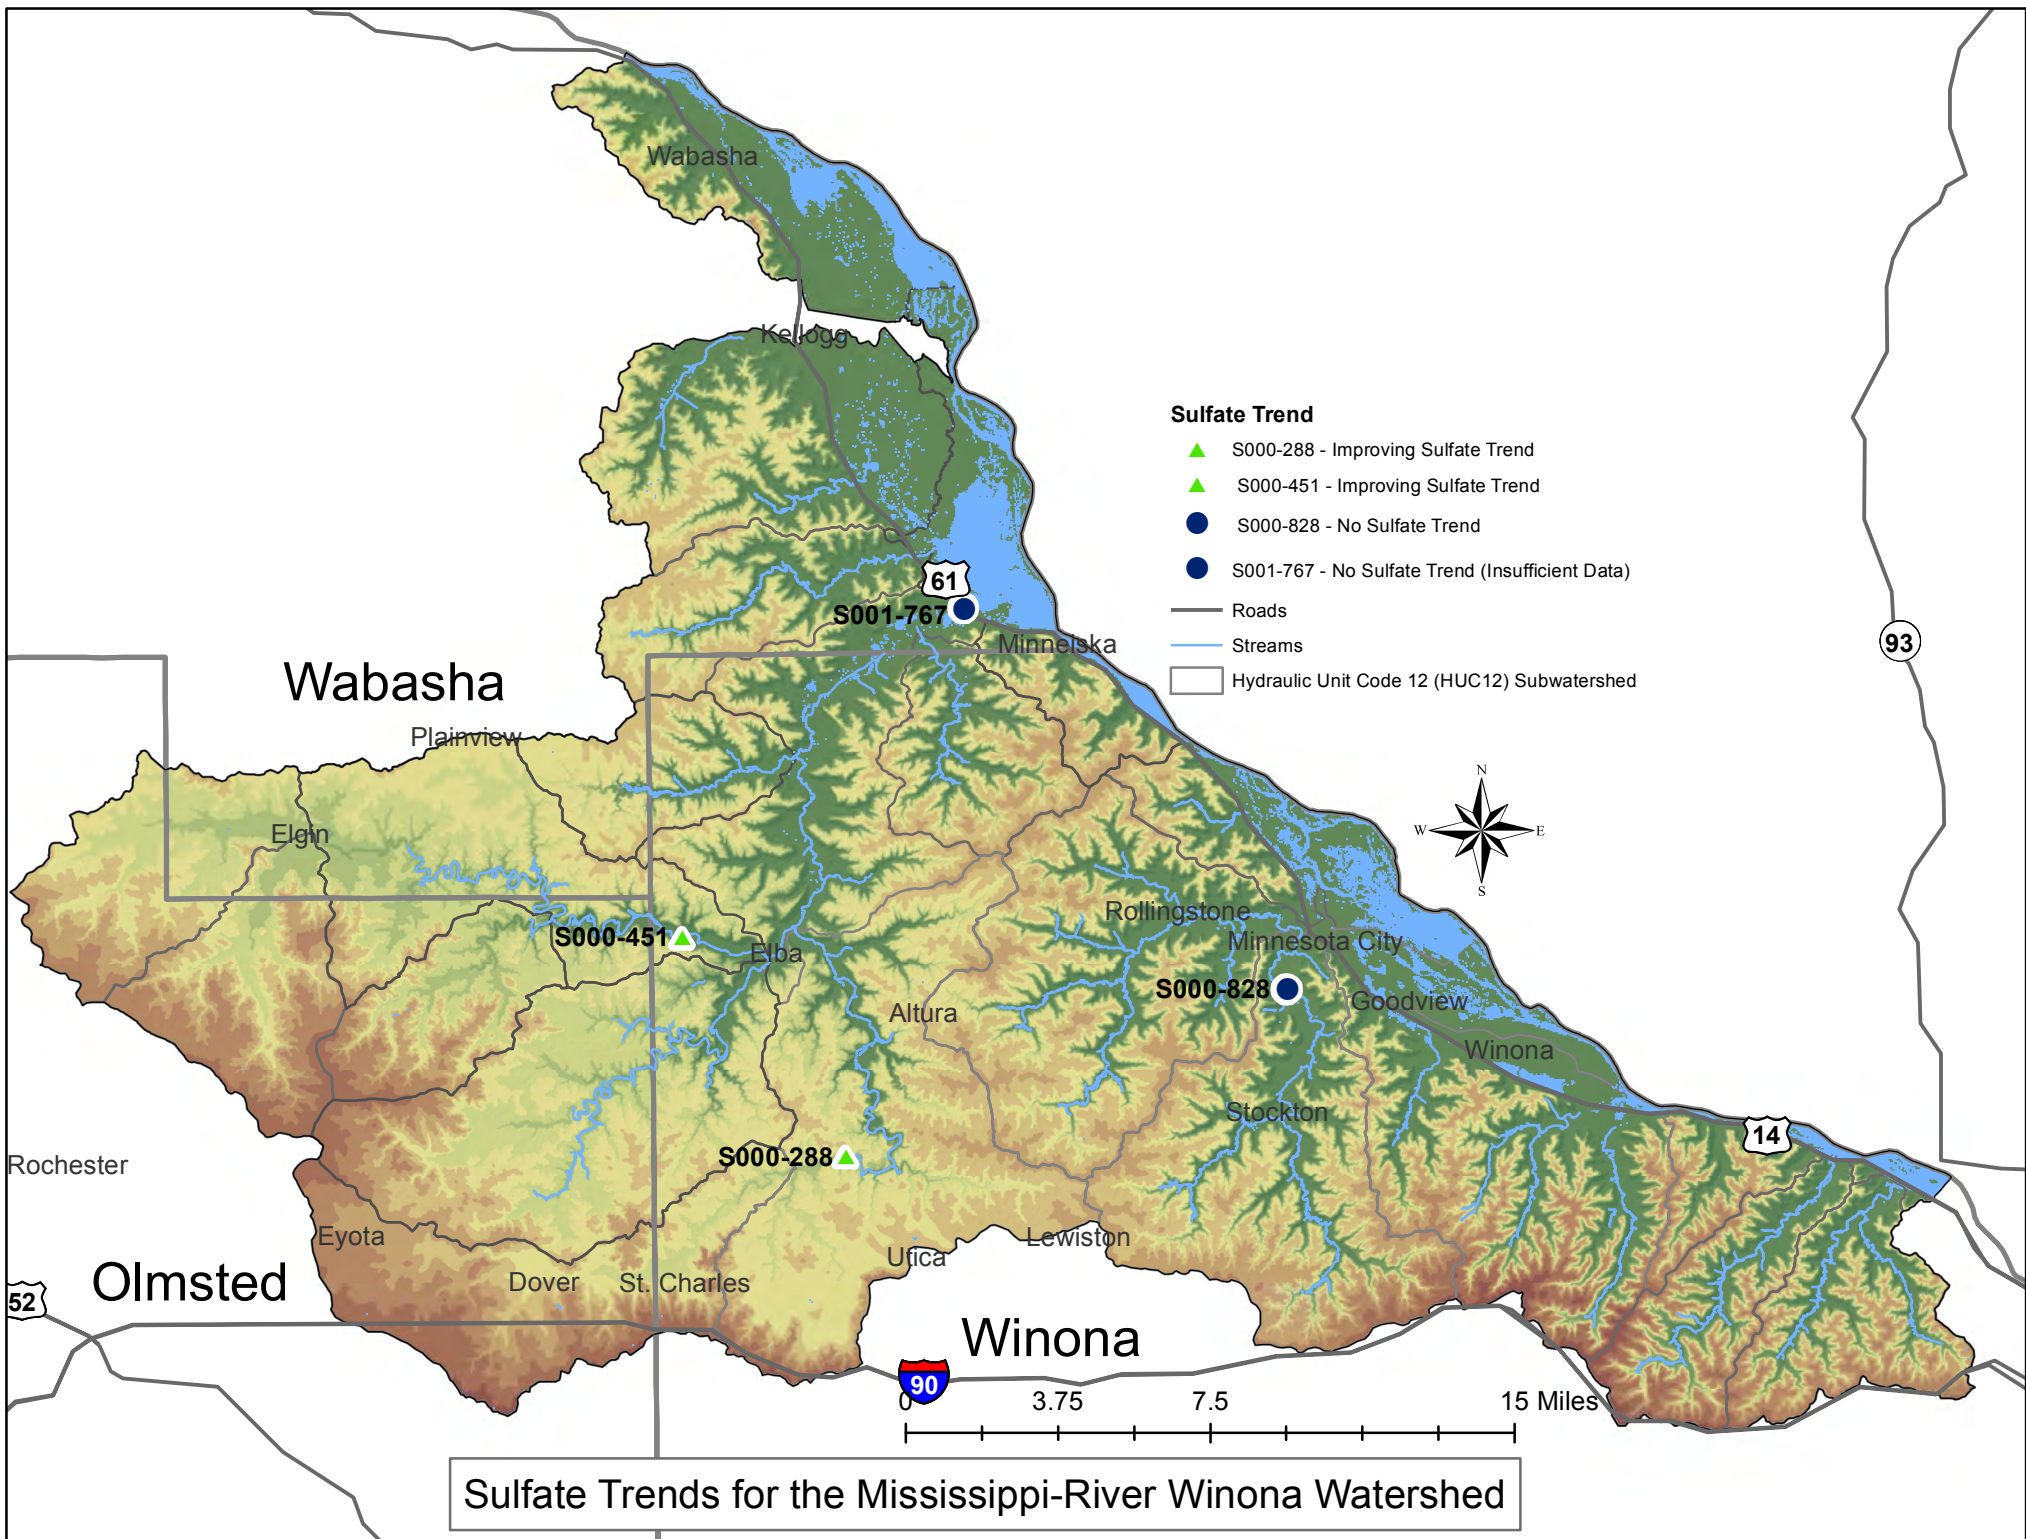 Wabasha
Kellogg
Sulfate Trend
S000-288 - Improving Sulfate Trend
S000-451 - Improving Sulfate Trend
S000-828 - No Sulfate Trend
S001-767 - No Sulfate Trend (Insufficient Data)
Roads
Streams
Hydraulic Unit Code 12 (HUC12) Subwatershed
61
S001-767
Minneiska
93
Wabasha
Plainview
Elgin
N
W
E
S
Rollingstone
Minnesota City
S000-451
Elba
S000-828
Goodview
Altura
Winona
Stockton
14
S000-288
Rochester
Eyota
Lewiston
Utica
Olmsted
Dover
St. Charles
52
Winona
90
0 3.75 7.5 15 Miles
Sulfate Trends for the Mississippi-River Winona Watershed